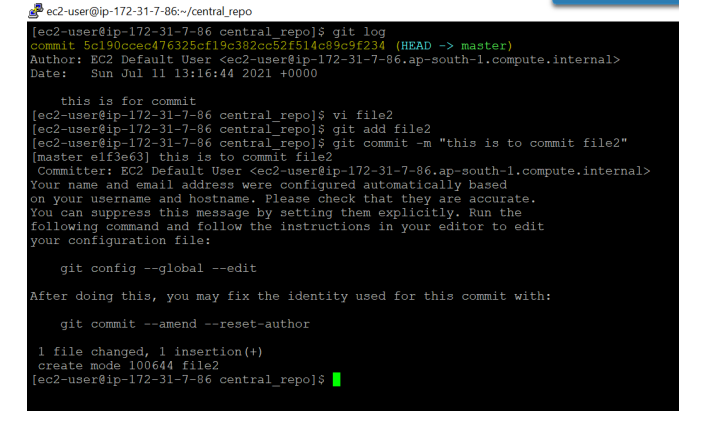 ec2-user@ip-172-31-7-86:~/central_repo
[ec2-user@ip-172-31-7-86 central_repo]$ git log
commit 5c190ccec476325cf19c382cc52f514c89c9f234 (HEAD -> master)
Author: EC2 Default User <ec2-user@ip-172-31-7-86.ap-south-1.compute.internal>
Date:   Sun Jul 11 13:16:44 2021 +0000
    this is for commit
[ec2-user@ip-172-31-7-86 central_repo]$ vi file2
[ec2-user@ip-172-31-7-86 central_repo]$ git add file2
[ec2-user@ip-172-31-7-86 central_repo]$ git commit -m "this is to commit file2"
[master e1f3e63] this is to commit file2
 Committer: EC2 Default User <ec2-user@ip-172-31-7-86.ap-south-1.compute.internal>
Your name and email address were configured automatically based
on your username and hostname. Please check that they are accurate.
You can suppress this message by setting them explicitly. Run the
following command and follow the instructions in your editor to edit
your configuration file:
    git config --global --edit
After doing this, you may fix the identity used for this commit with:
    git commit --amend --reset-author
 1 file changed, 1 insertion(+)
 create mode 100644 file2
[ec2-user@ip-172-31-7-86 central_repo]$